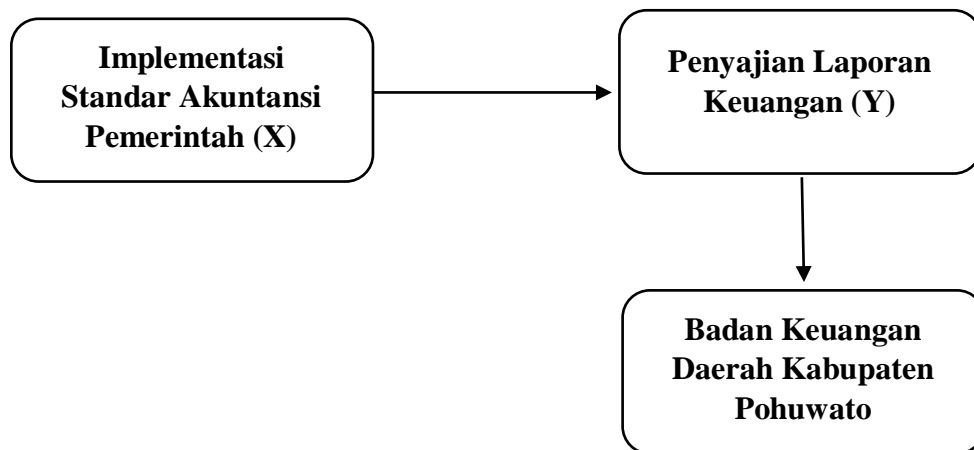 Implementasi
Standar Akuntansi
Pemerintah (X)
Penyajian Laporan
Keuangan (Y)
Badan Keuangan
Daerah Kabupaten
Pohuwato